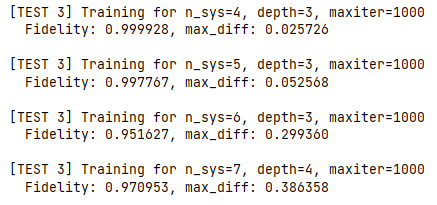 [TEST 3] Training for n_sys=4, depth=3, maxiter=1000
Fidelity: 0.999928, max_diff: 0.025726
[TEST 3] Training for n_sys=5, depth=3, maxiter=1000
Fidelity: 0.997767, max_diff: 0.052568
[TEST 3] Training for n_sys=6, depth=3, maxiter=1000
Fidelity: 0.951627, max_diff: 0.299360
[TEST 3] Training for n_sys=7, depth=4, maxiter=1000
Fidelity: 0.970953, max_diff: 0.386358